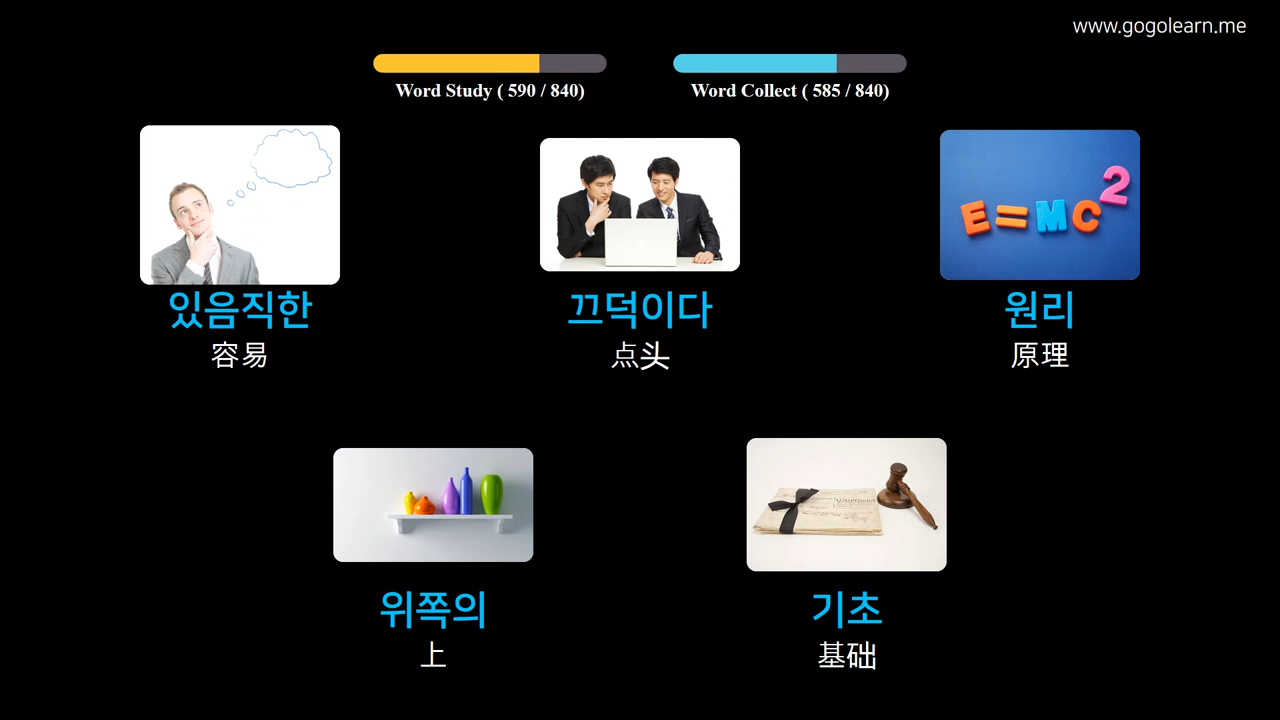 www.gogolearn.me
Word Study ( 590 / 840)
Word Collect ( 585 / 840)
E=MC2
있음직한
容易
끄덕이다
点头
원리
原理
위쪽의
上
기초
基础